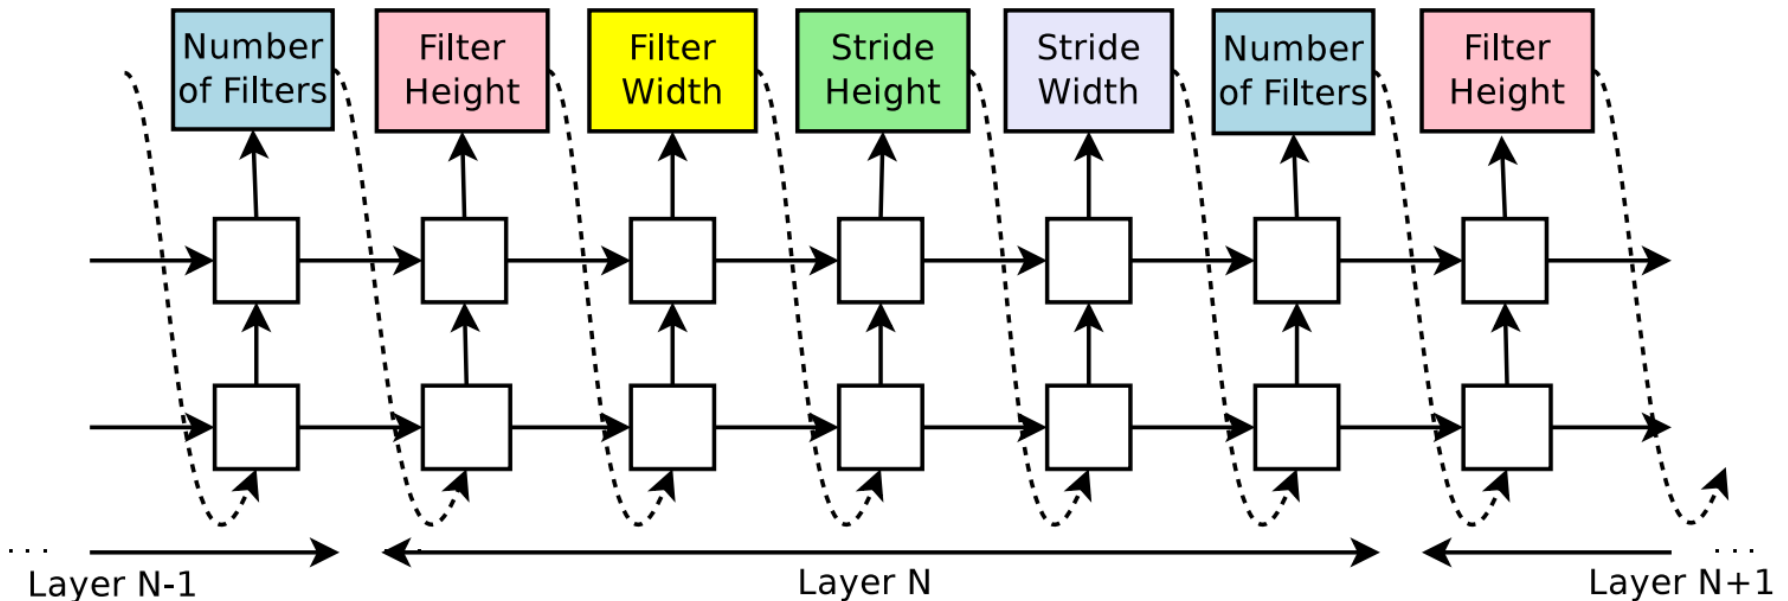 Number
of Filters
Filter
Height
Filter
Width
Stride
Height
Stride
Width
Number
of Filters
Filter
Height
. . .
Layer N-1
Layer N
. . .
Layer N+1